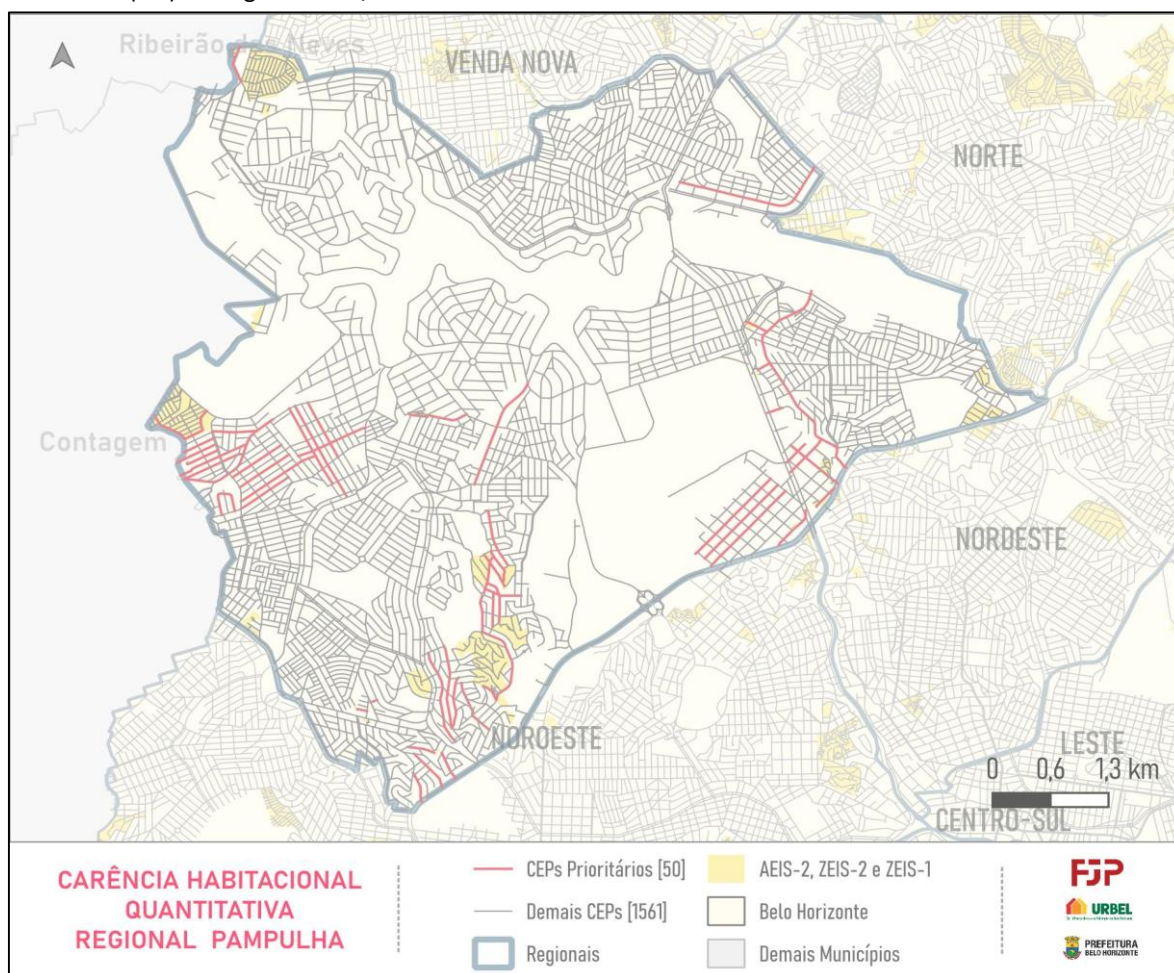 Ribeirão das Neves
VENDA NOVA
NORTE
Contagem
NORDESTE
NOROESTE
LESTE
0 0,6 1,3 km
CENTRO-SUL
CARÊNCIA HABITACIONAL
QUANTITATIVA
REGIONAL PAMPULHA
CEPs Prioritários [50]
Demais CEPs [1561]
Regionais
AEIS-2, ZEIS-2 e ZEIS-1
Belo Horizonte
Demais Municípios
FJP
URBEL
PREFEITURA
BELO HORIZONTE